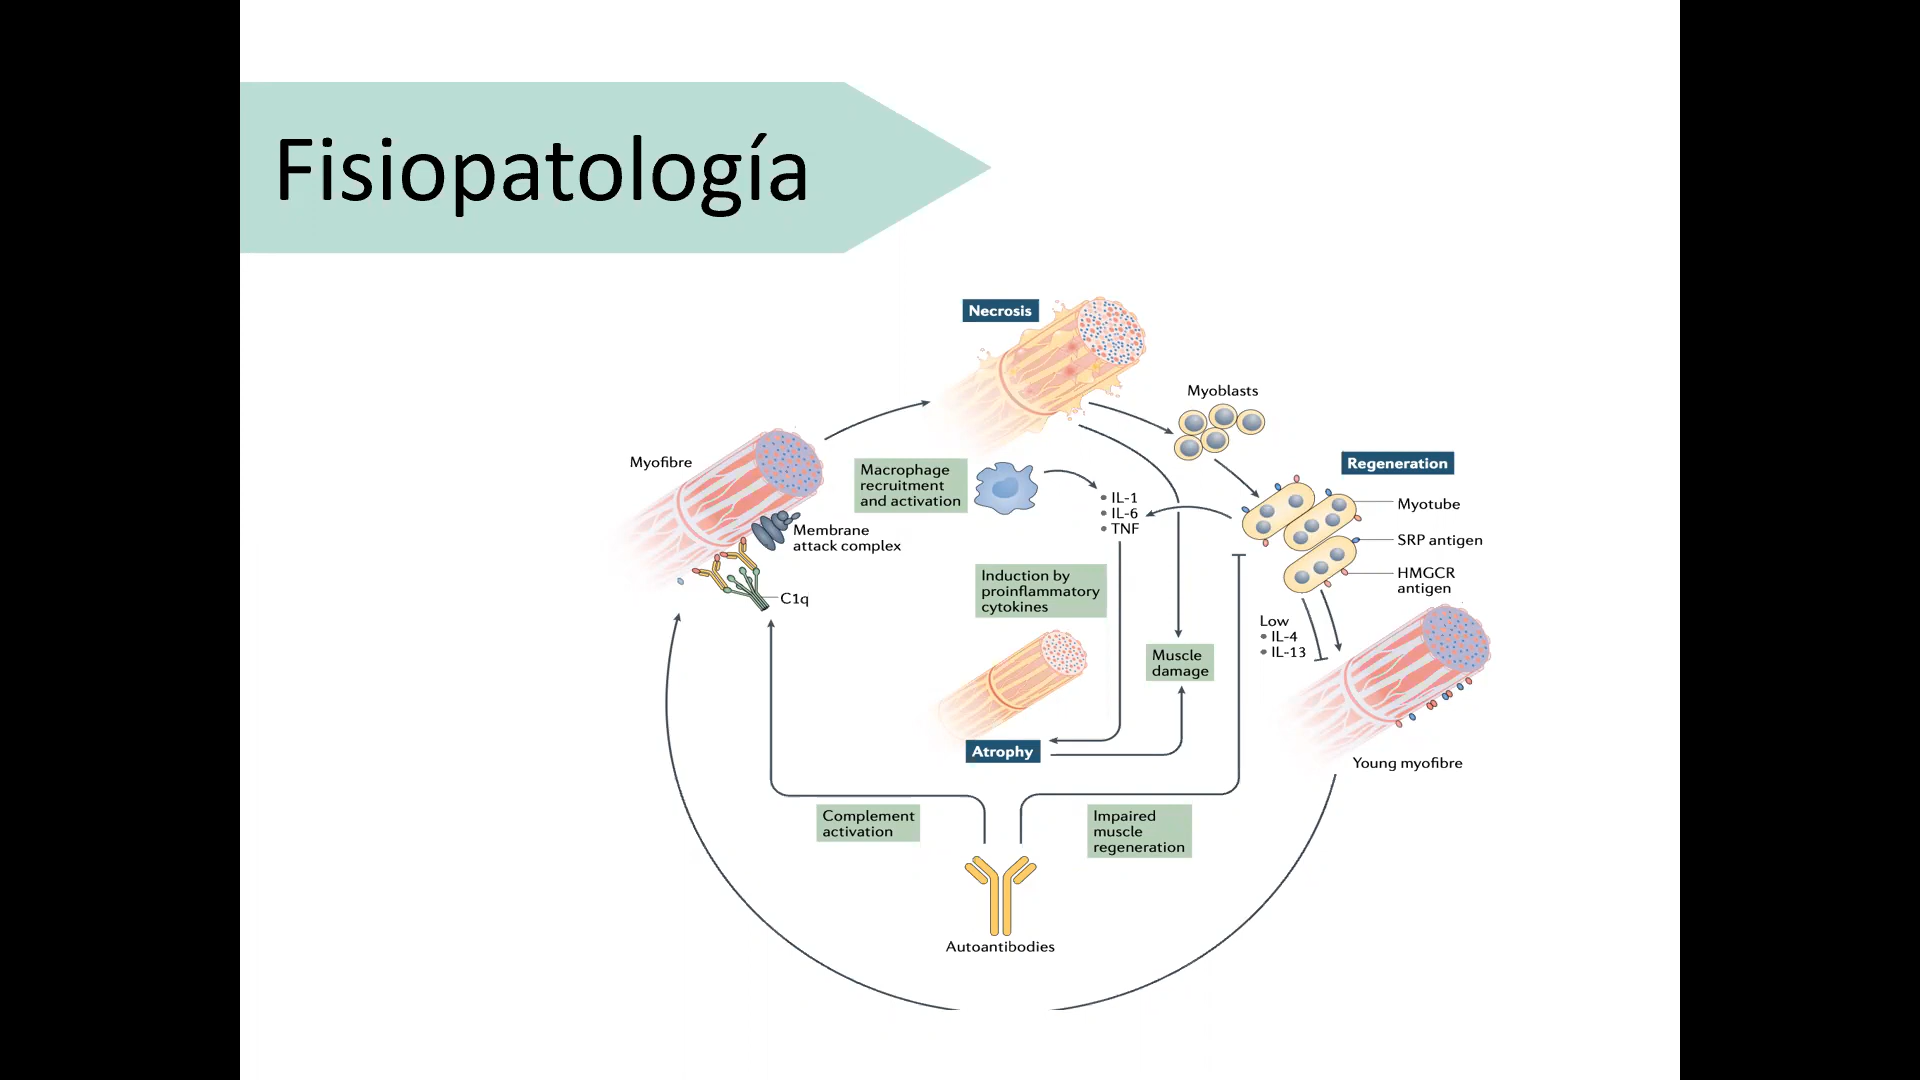 Fisiopatología
Necrosis
Myoblasts
Myofibre
Macrophage
recruitment
and activation
Regeneration
• IL-1
• IL-6
• TNF
Myotube
Membrane
attack complex
SRP antigen
C1q
Induction by
proinflammatory
cytokines
HMGCR
antigen
Low
• IL-4
• IL-13
Muscle
damage
Atrophy
Young myofibre
Complement
activation
Impaired
muscle
regeneration
Autoantibodies